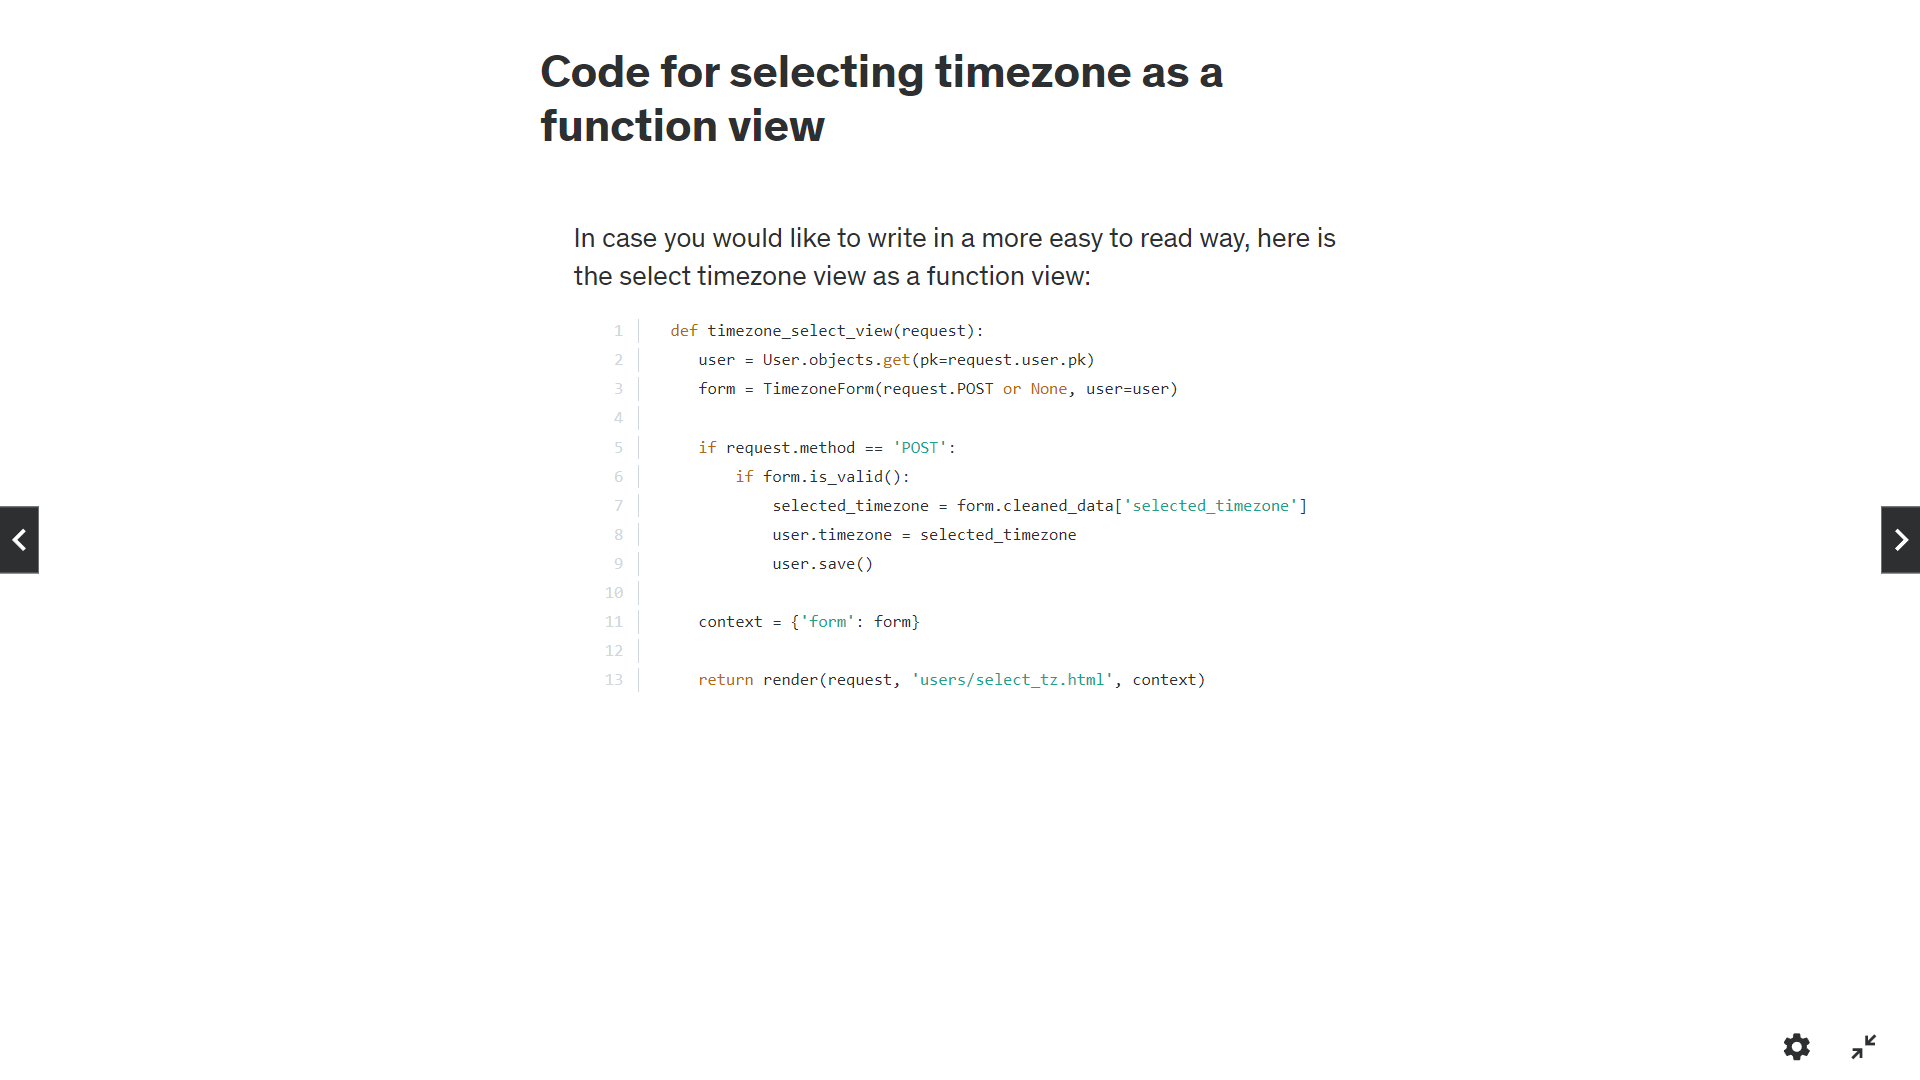 Code for selecting timezone as a
function view
In case you would like to write in a more easy to read way, here is
the select timezone view as a function view:
1 def timezone_select_view(request):
2 user = User.objects.get(pk=request.user.pk)
3 form = TimezoneForm(request.POST or None, user=user)
4
5 if request.method == 'POST':
6 if form.is_valid():
7 selected_timezone = form.cleaned_data['selected_timezone']
8 user.timezone = selected_timezone
9 user.save()
10
11 context = {'form': form}
12
13 return render(request, 'users/select_tz.html', context)